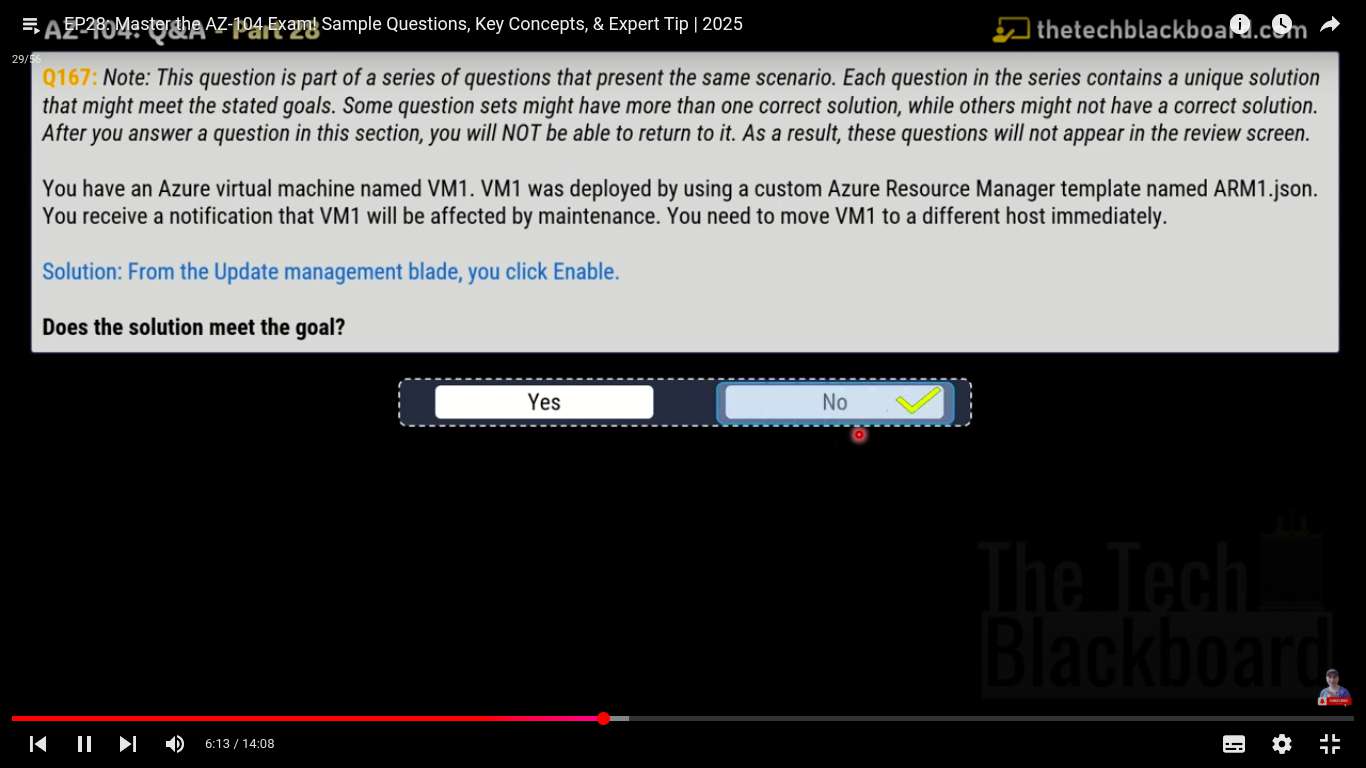 EP28: Master the AZ-104 Exam! Sample Questions, Key Concepts, & Expert Tip | 2025
AZ-104: Q&A - Part 28
thetechblackboard.com
29/56
Q167: Note: This question is part of a series of questions that present the same scenario. Each question in the series contains a unique solution
that might meet the stated goals. Some question sets might have more than one correct solution, while others might not have a correct solution.
After you answer a question in this section, you will NOT be able to return to it. As a result, these questions will not appear in the review screen.
You have an Azure virtual machine named VM1. VM1 was deployed by using a custom Azure Resource Manager template named ARM1.json.
You receive a notification that VM1 will be affected by maintenance. You need to move VM1 to a different host immediately.
Solution: From the Update management blade, you click Enable.
Does the solution meet the goal?
Yes
No
The Tech
Blackboard
6:13 / 14:08